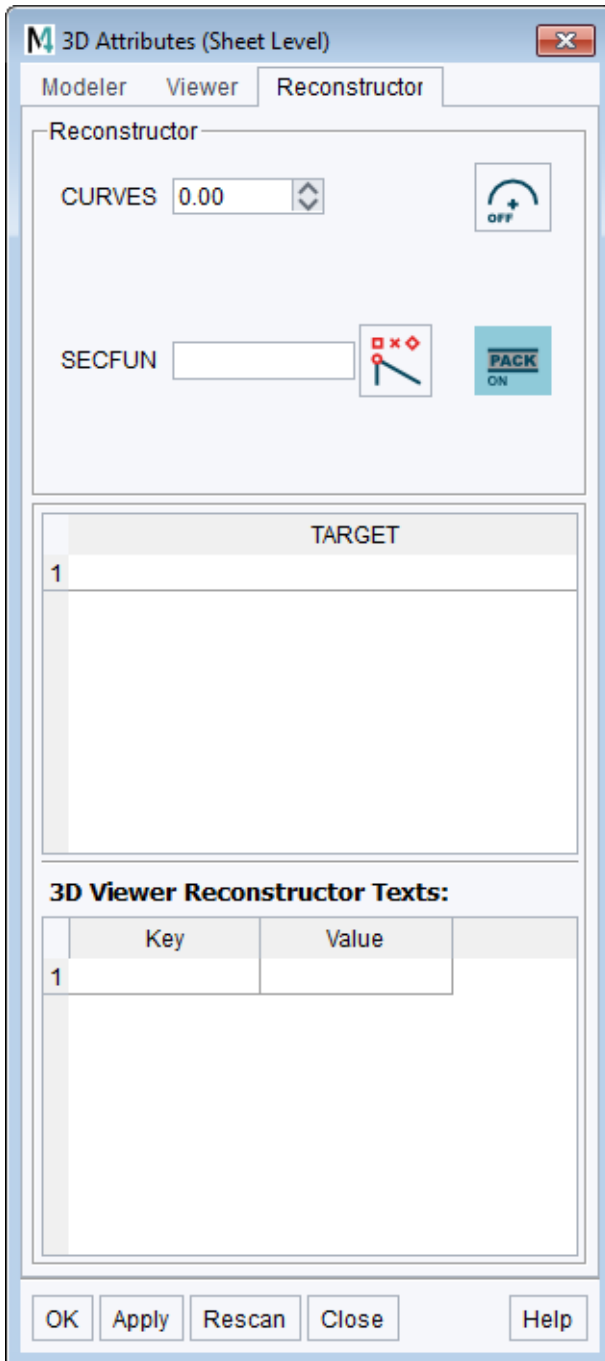 M4 3D Attributes (Sheet Level)
Modeler Viewer Reconstructor
Reconstructor
CURVES 0.00
OFF
SECFUN
PACK
ON
TARGET
1
3D Viewer Reconstructor Texts:
Key Value
1
OK Apply Rescan Close Help